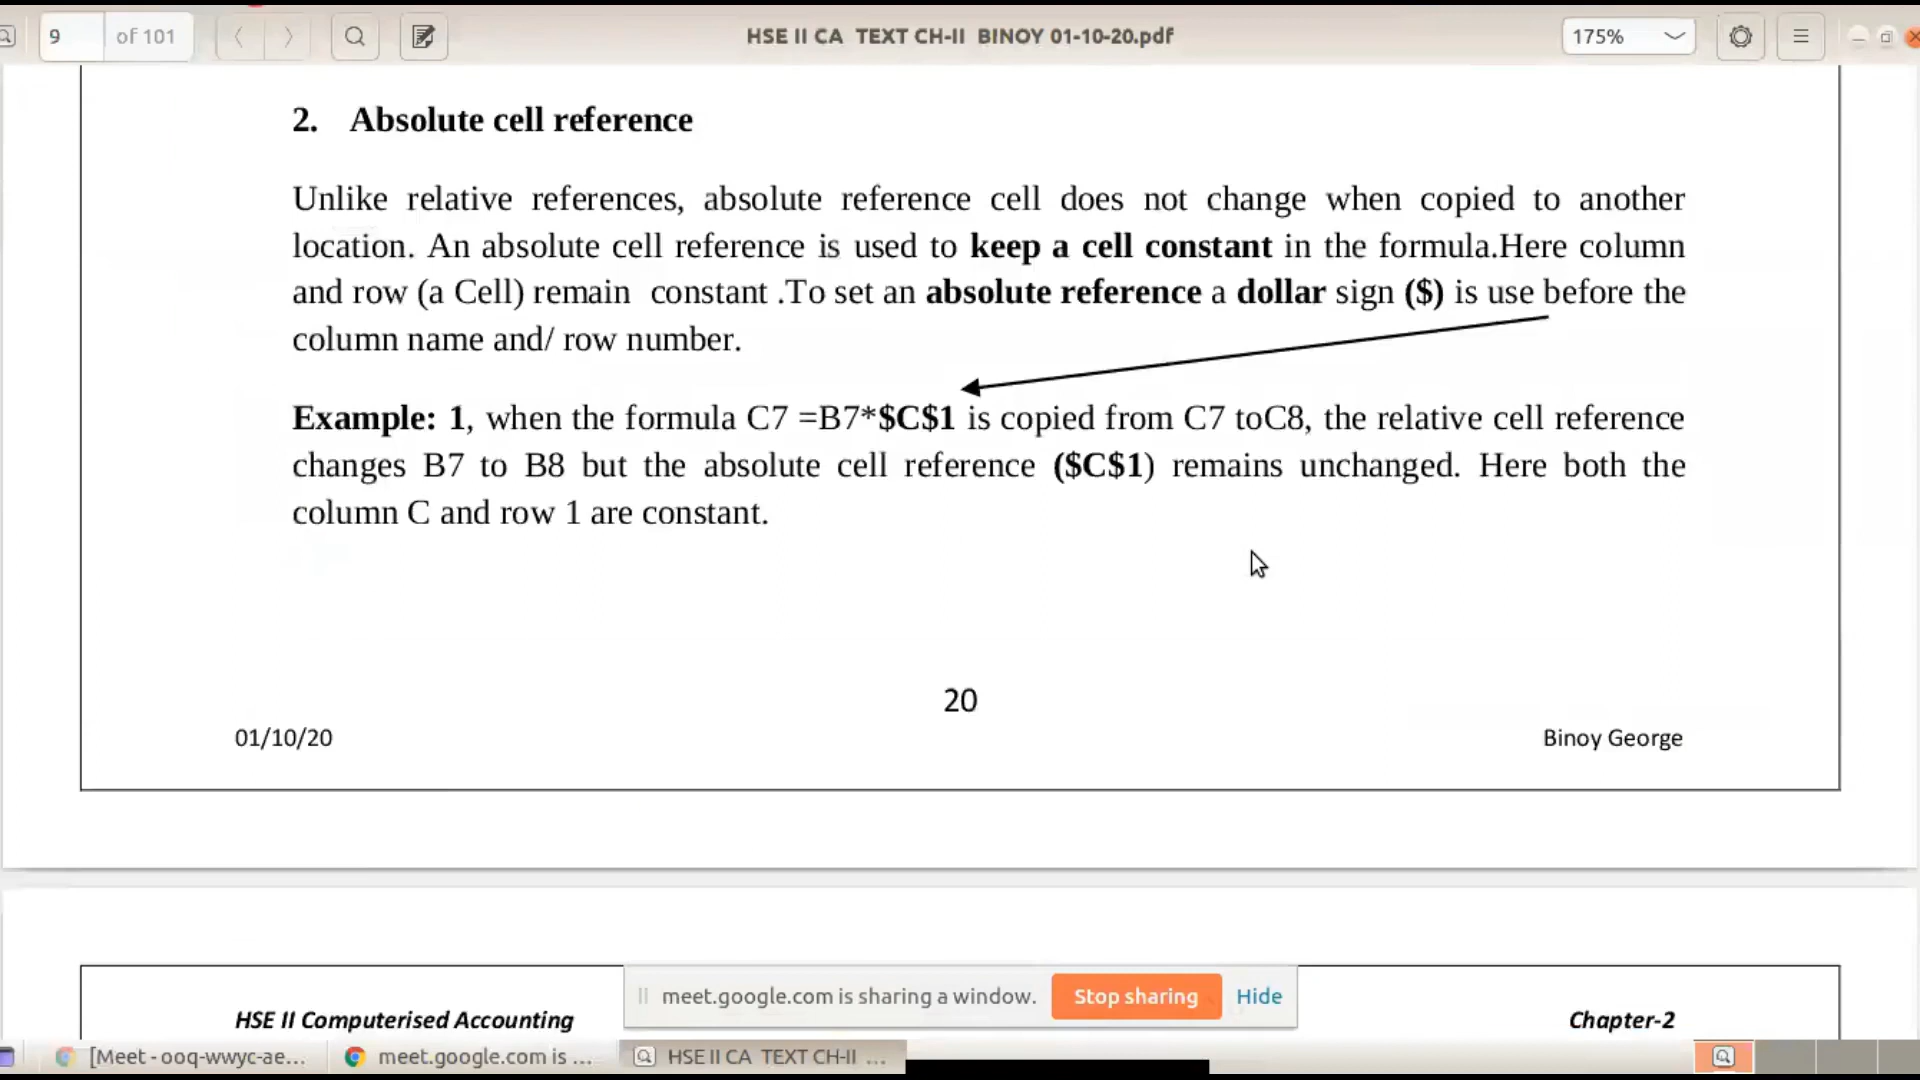 9 of 101 HSE II CA TEXT CH-II BINOY 01-10-20.pdf 175%
2. Absolute cell reference
Unlike relative references, absolute reference cell does not change when copied to another
location. An absolute cell reference is used to keep a cell constant in the formula.Here column
and row (a Cell) remain constant .To set an absolute reference a dollar sign ($) is use before the
column name and/ row number.
Example: 1, when the formula C7 =B7*$C$1 is copied from C7 toC8, the relative cell reference
changes B7 to B8 but the absolute cell reference ($C$1) remains unchanged. Here both the
column C and row 1 are constant.
20
01/10/20 Binoy George
meet.google.com is sharing a window. Stop sharing Hide
HSE II Computerised Accounting Chapter-2
[Meet - ooq-wwyc-ae... meet.google.com is ... HSE II CA TEXT CH-II ...